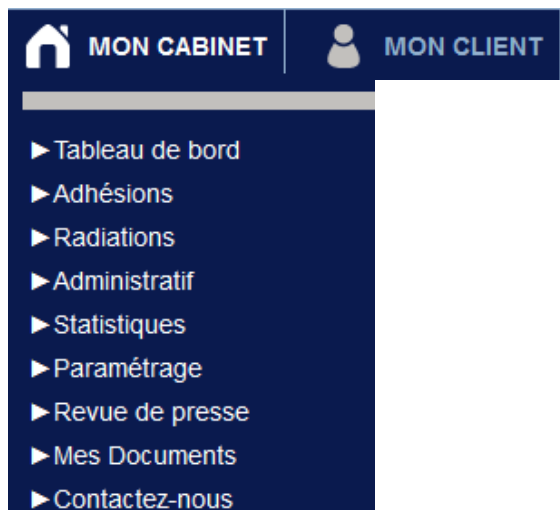 MON CABINET MON CLIENT
►Tableau de bord
►Adhésions
►Radiations
►Administratif
►Statistiques
►Paramétrage
►Revue de presse
►Mes Documents
►Contactez-nous